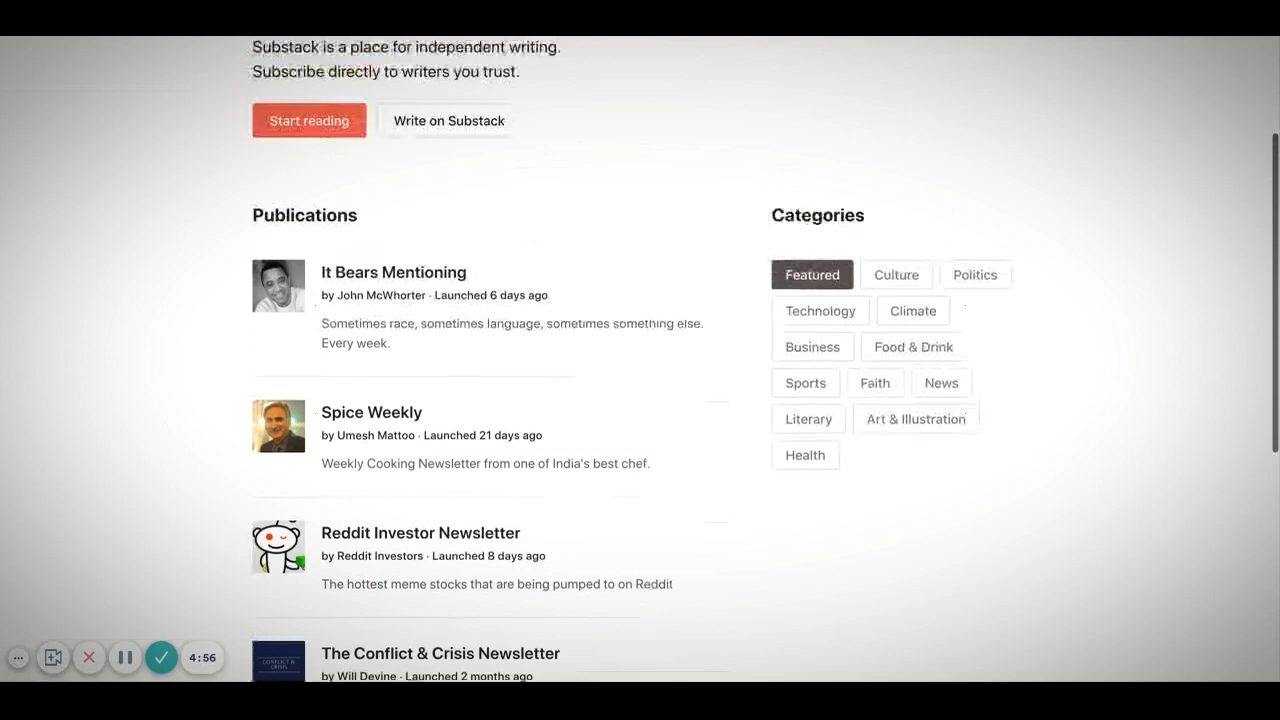 Substack is a place for independent writing.
Subscribe directly to writers you trust.
Start reading
Write on Substack
Publications
It Bears Mentioning
by John McWhorter · Launched 6 days ago
Sometimes race, sometimes language, sometimes something else.
Every week.
Spice Weekly
by Umesh Mattoo · Launched 21 days ago
Weekly Cooking Newsletter from one of India's best chef.
Reddit Investor Newsletter
by Reddit Investors · Launched 8 days ago
The hottest meme stocks that are being pumped to on Reddit
CONFLICT &
CRISIS
The Conflict & Crisis Newsletter
by Will Devine · Launched 2 months ago
Categories
Featured
Culture
Politics
Technology
Climate
Business
Food & Drink
Sports
Faith
News
Literary
Art & Illustration
Health
4:56